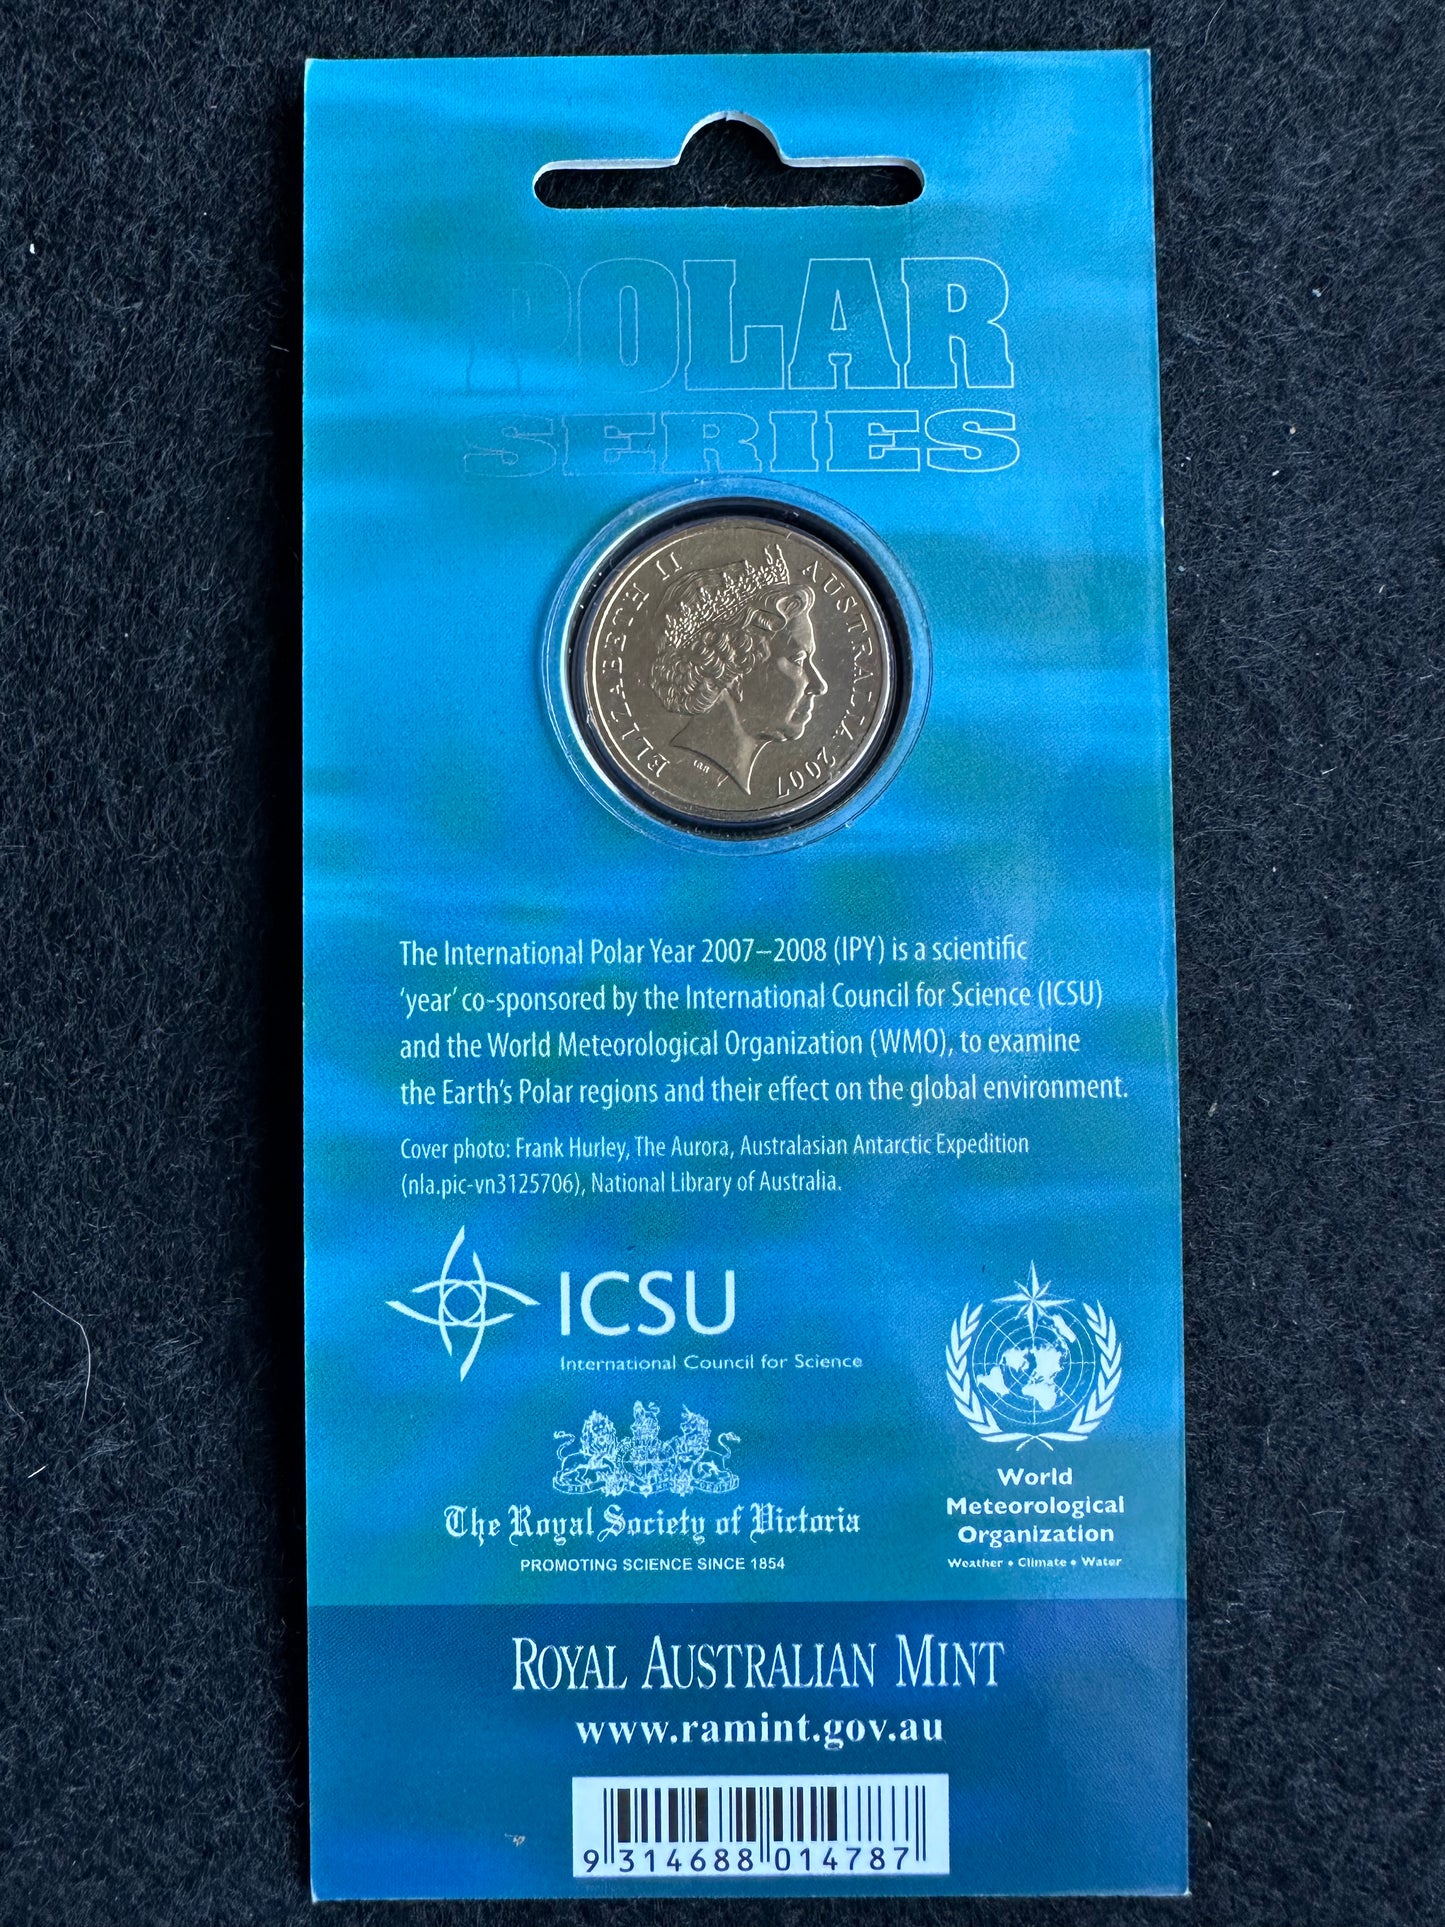 POLAR
SERIES
ELIZABETH II AUSTRALIA 2007
IRB
The International Polar Year 2007–2008 (IPY) is a scientific
‘year’ co-sponsored by the International Council for Science (ICSU)
and the World Meteorological Organization (WMO), to examine
the Earth’s Polar regions and their effect on the global environment.
Cover photo: Frank Hurley, The Aurora, Australasian Antarctic Expedition
(nla.pic-vn3125706), National Library of Australia.
ICSU
International Council for Science
The Royal Society of Victoria
PROMOTING SCIENCE SINCE 1854
World
Meteorological
Organization
Weather • Climate • Water
ROYAL AUSTRALIAN MINT
www.ramint.gov.au
9 314688 014787